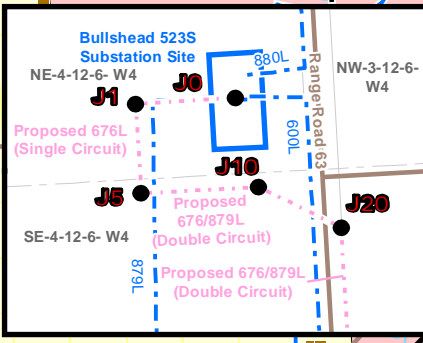 Bullshead 523S
Substation Site
880L
NE-4-12-6- W4
NW-3-12-6-
W4
J0
J1
Range Road 63
Proposed 676L
(Single Circuit)
600L
J10
J5
Proposed
676/879L
(Double Circuit)
J20
SE-4-12-6- W4
879L
Proposed 676/879L
(Double Circuit)